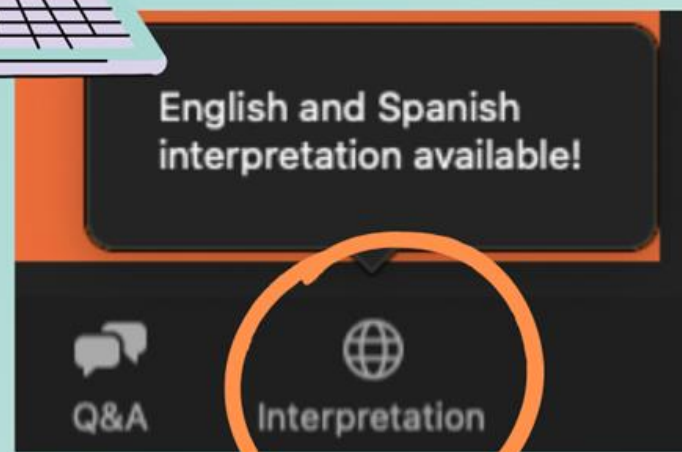 English and Spanish
interpretation available!
Q&A
Interpretation